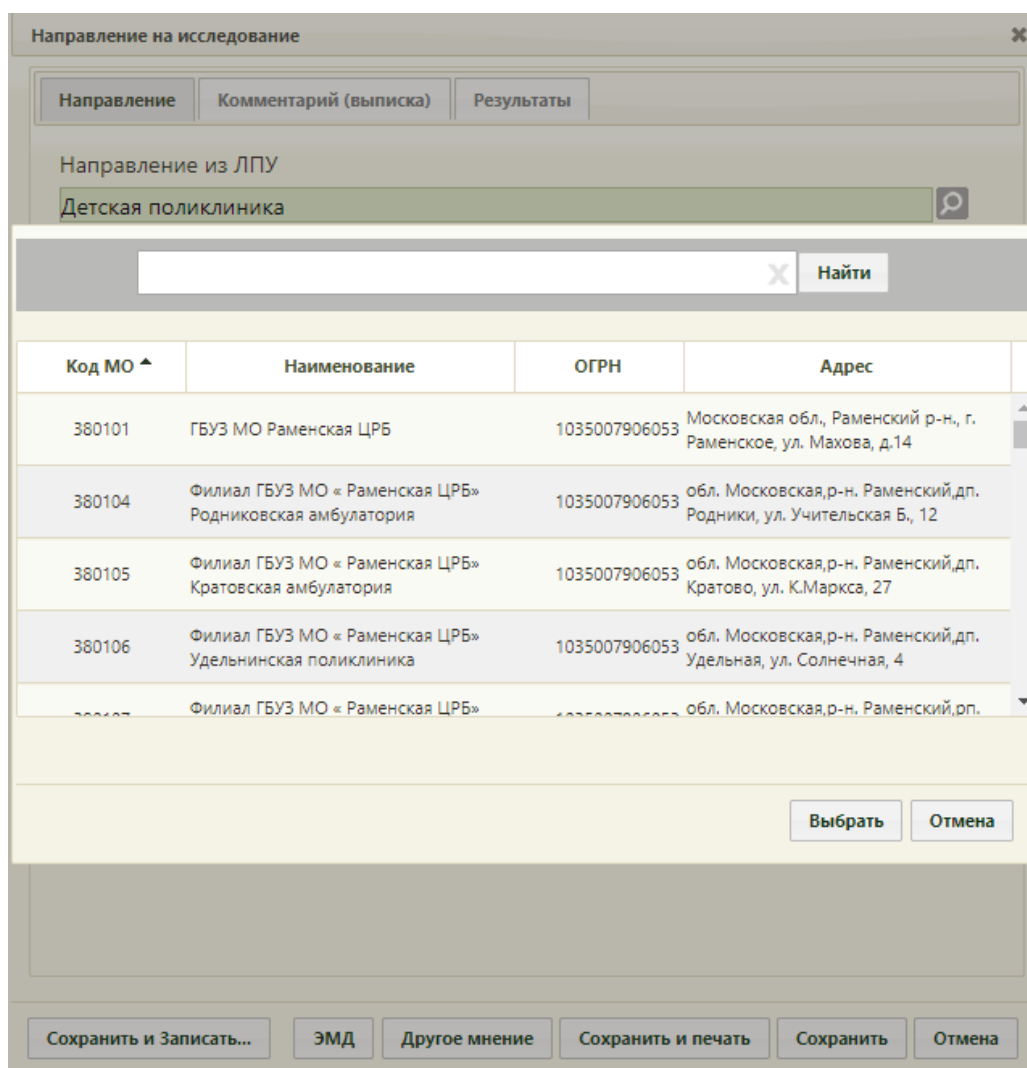 Направление на исследование
Направление Комментарий (выписка) Результаты
Направление из ЛПУ
Детская поликлиника
Найти
Код МО Наименование ОГРН Адрес
380101 ГБУЗ МО Раменская ЦРБ 1035007906053 Московская обл., Раменский р-н., г.
Раменское, ул. Махова, д.14
380104 Филиал ГБУЗ МО « Раменская ЦРБ» 1035007906053 обл. Московская,р-н. Раменский,дп.
Родниковская амбулатория Родники, ул. Учительская Б., 12
380105 Филиал ГБУЗ МО « Раменская ЦРБ» 1035007906053 обл. Московская,р-н. Раменский,дп.
Кратовская амбулатория Кратово, ул. К.Маркса, 27
380106 Филиал ГБУЗ МО « Раменская ЦРБ» 1035007906053 обл. Московская,р-н. Раменский,дп.
Удельнинская поликлиника Удельная, ул. Солнечная, 4
Филиал ГБУЗ МО « Раменская ЦРБ» обл. Московская,р-н. Раменский,рп.
Выбрать Отмена
Сохранить и Записать... ЭМД Другое мнение Сохранить и печать Сохранить Отмена